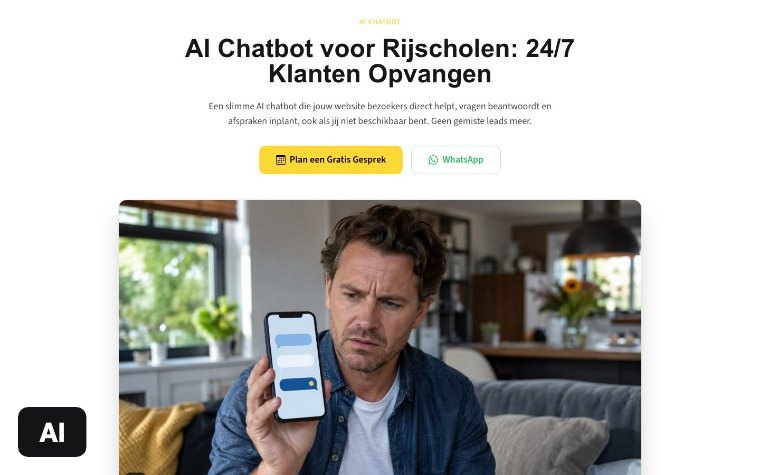 AI CHATBOT
AI Chatbot voor Rijscholen: 24/7
Klanten Opvangen
Een slimme AI chatbot die jouw website bezoekers direct helpt, vragen beantwoordt en
afspraken inplant, ook als jij niet beschikbaar bent. Geen gemiste leads meer.
Plan een Gratis Gesprek
WhatsApp
AI